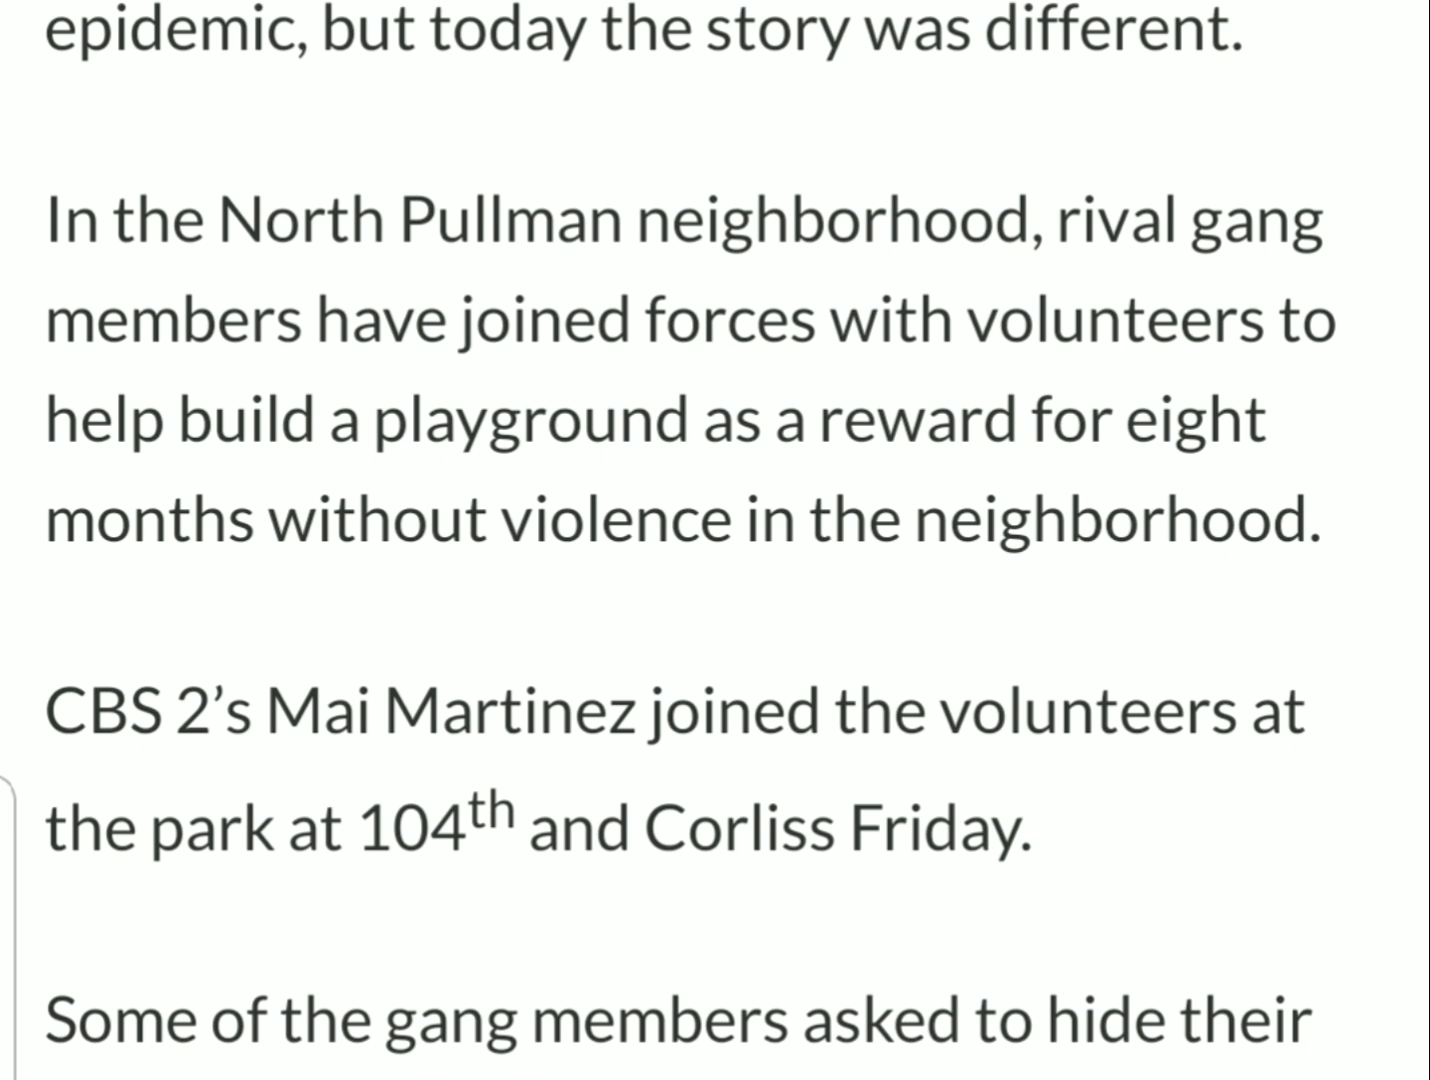 epidemic, but today the story was different.
In the North Pullman neighborhood, rival gang
members have joined forces with volunteers to
help build a playground as a reward for eight
months without violence in the neighborhood.
CBS 2’s Mai Martinez joined the volunteers at
the park at 104th and Corliss Friday.
Some of the gang members asked to hide their